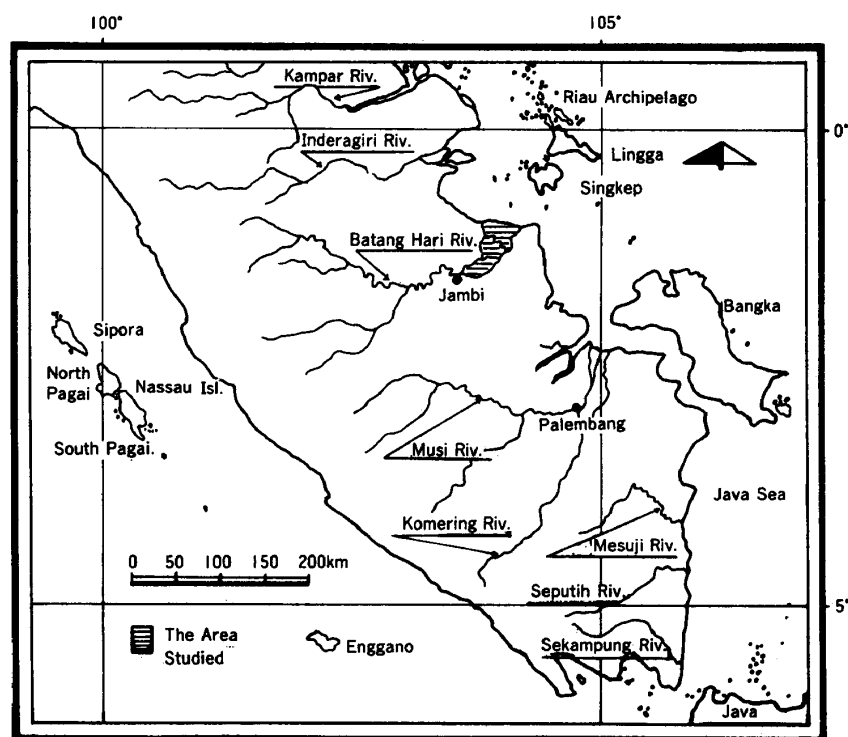 100°
105°
Kampar Riv.
Riau Archipelago
0°
Inderagiri Riv.
Lingga
Singkep
Batang Hari Riv.
Jambi
Bangka
Sipora
North
Pagai
Nassau Isl.
South Pagai.
Palembang
Musi Riv.
Java Sea
Komering Riv.
Mesuji Riv.
0 50 100 150 200km
Seputih Riv.
5°
The Area
Studied
Enggano
Sekampung Riv.
Java